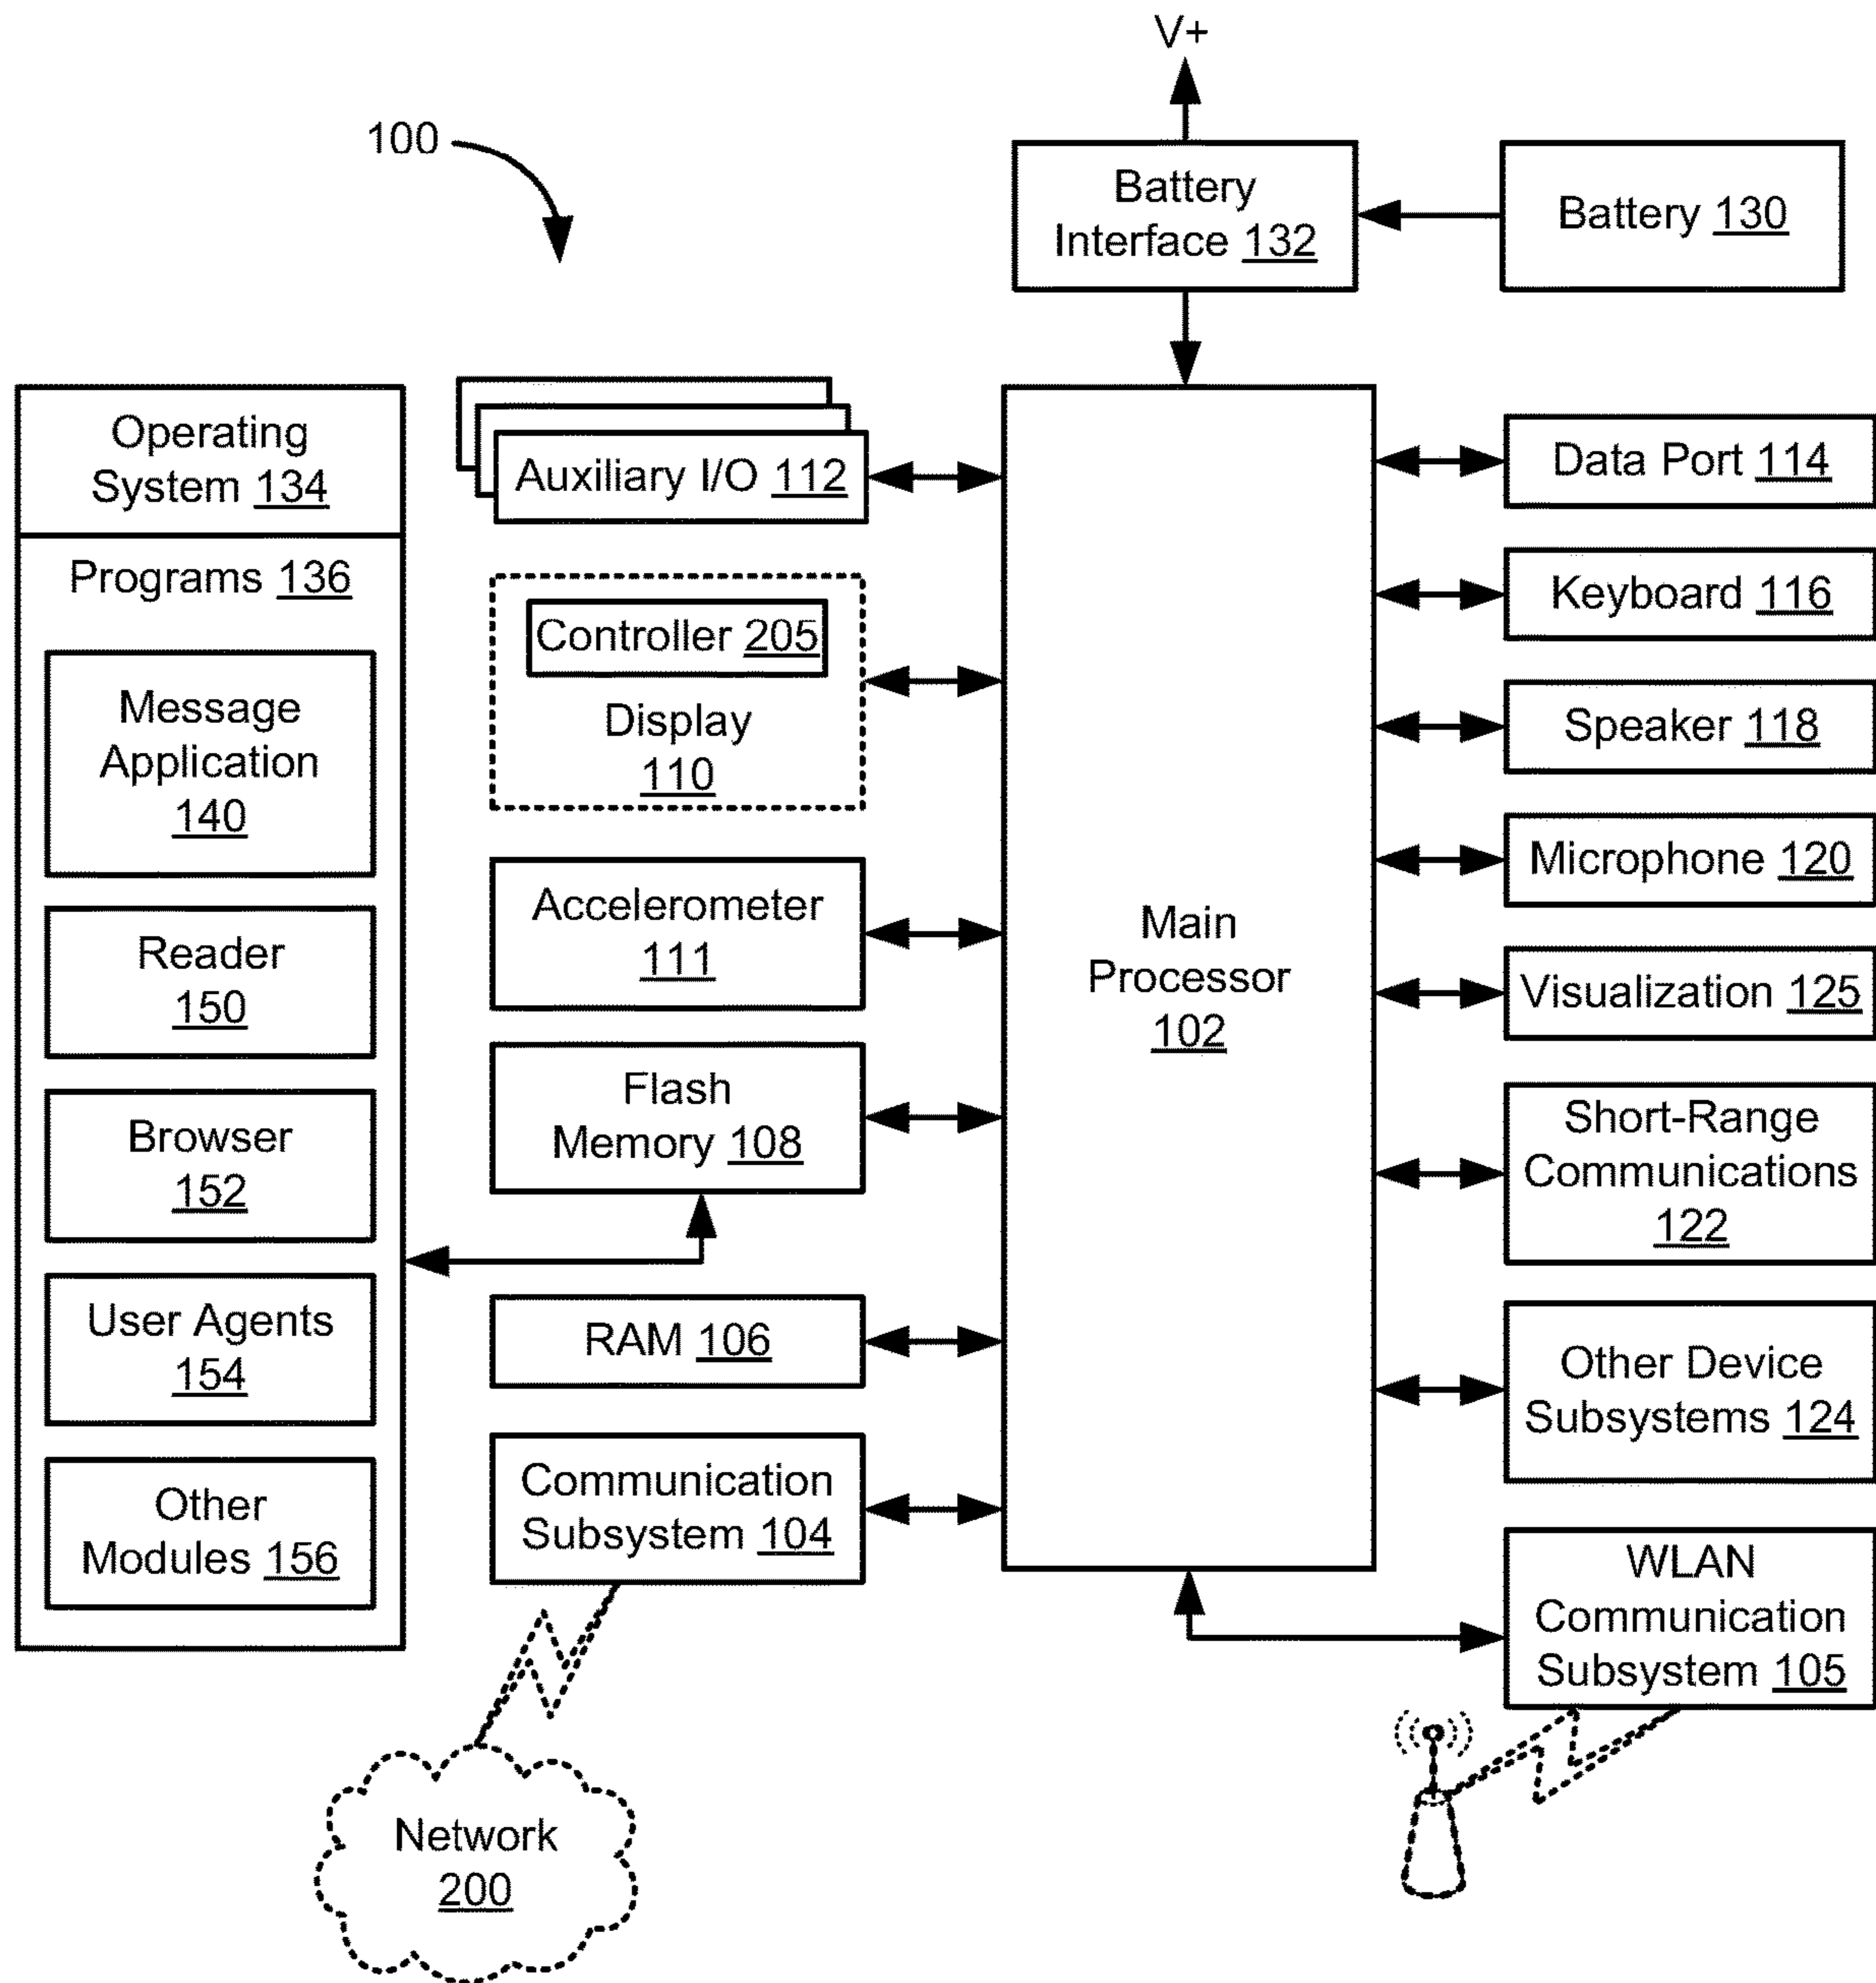 V+
100
Battery
Interface 132
Battery 130
Operating
System 134
Programs 136
Message
Application
140
Reader
150
Browser
152
User Agents
154
Other
Modules 156
Auxiliary I/O 112
Controller 205
Display
110
Accelerometer
111
Flash
Memory 108
RAM 106
Communication
Subsystem 104
Network
200
Main
Processor
102
Data Port 114
Keyboard 116
Speaker 118
Microphone 120
Visualization 125
Short-Range
Communications
122
Other Device
Subsystems 124
WLAN
Communication
Subsystem 105